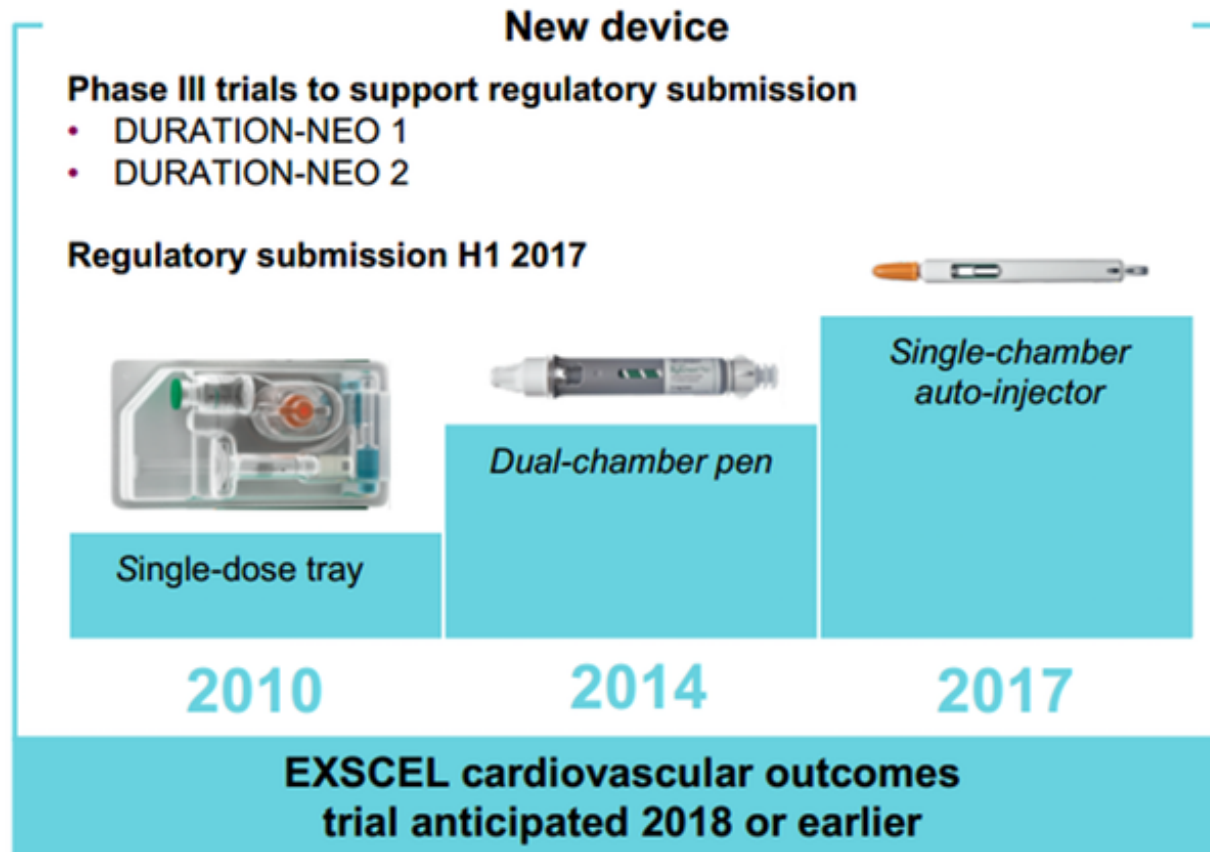 New device
Phase III trials to support regulatory submission
• DURATION-NEO 1
• DURATION-NEO 2
Regulatory submission H1 2017
Single-chamber
auto-injector
Dual-chamber pen
Single-dose tray
2010
2014
2017
EXSCEL cardiovascular outcomes
trial anticipated 2018 or earlier